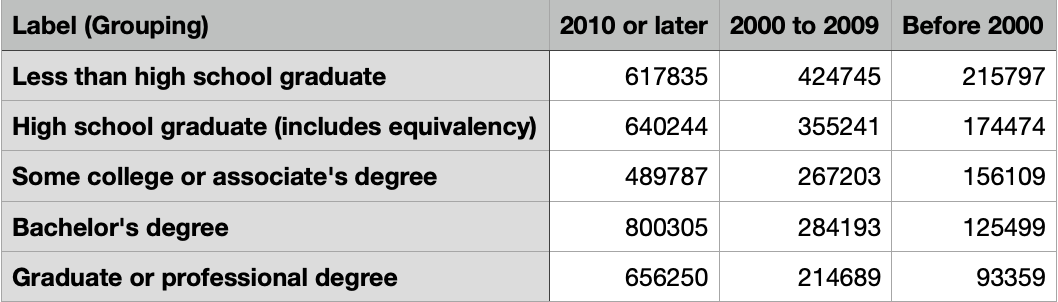 Label (Grouping) 2010 or later 2000 to 2009 Before 2000
Less than high school graduate 617835 424745 215797
High school graduate (includes equivalency) 640244 355241 174474
Some college or associate's degree 489787 267203 156109
Bachelor's degree 800305 284193 125499
Graduate or professional degree 656250 214689 93359